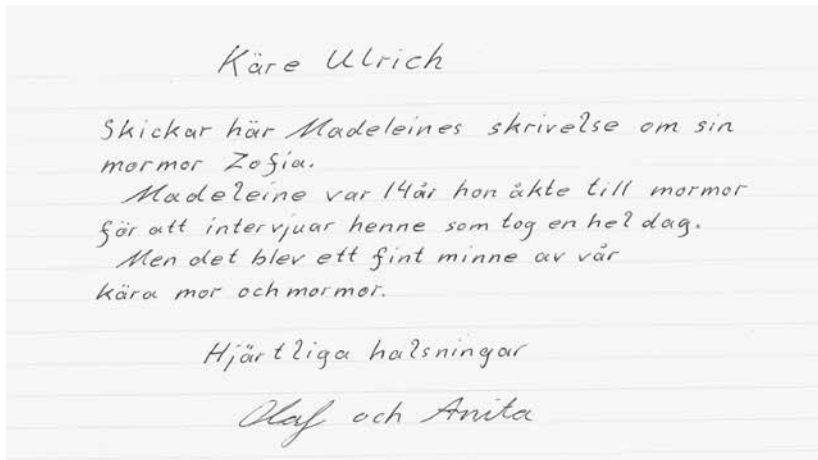 Käre Ulrich
Skickar här Madeleines skrivelse om sin
mormor Zofia.
Madeleine var 14 år hon åkte till mormor
för att intervjuar henne som tog en hel dag.
Men det blev ett fint minne av vår
kära mor och mormor.
Hjärtliga halsningar
Olaf och Anita